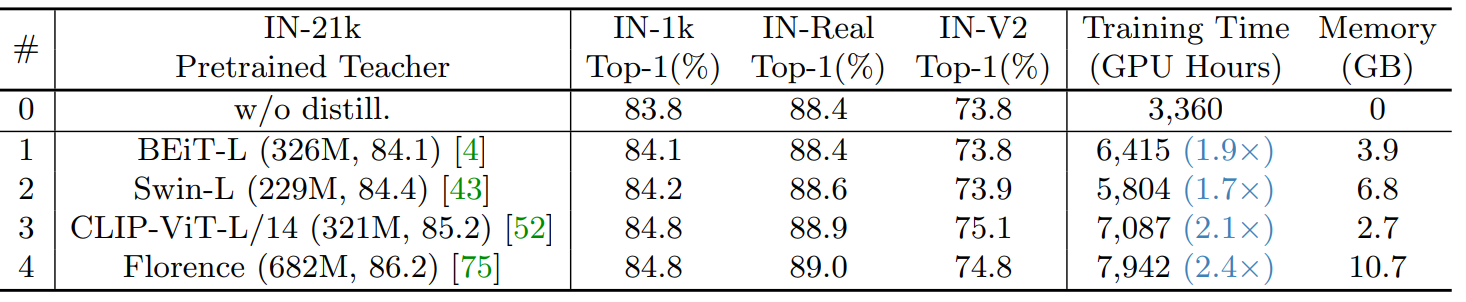 # IN-21k IN-1k IN-Real IN-V2 Training Time Memory
Pretrained Teacher Top-1(%) Top-1(%) Top-1(%) (GPU Hours) (GB)
0 w/o distill. 83.8 88.4 73.8 3,360 0
1 BEiT-L (326M, 84.1) [4] 84.1 88.4 73.8 6,415 (1.9×) 3.9
2 Swin-L (229M, 84.4) [43] 84.2 88.6 73.9 5,804 (1.7×) 6.8
3 CLIP-ViT-L/14 (321M, 85.2) [52] 84.8 88.9 75.1 7,087 (2.1×) 2.7
4 Florence (682M, 86.2) [75] 84.8 89.0 74.8 7,942 (2.4×) 10.7